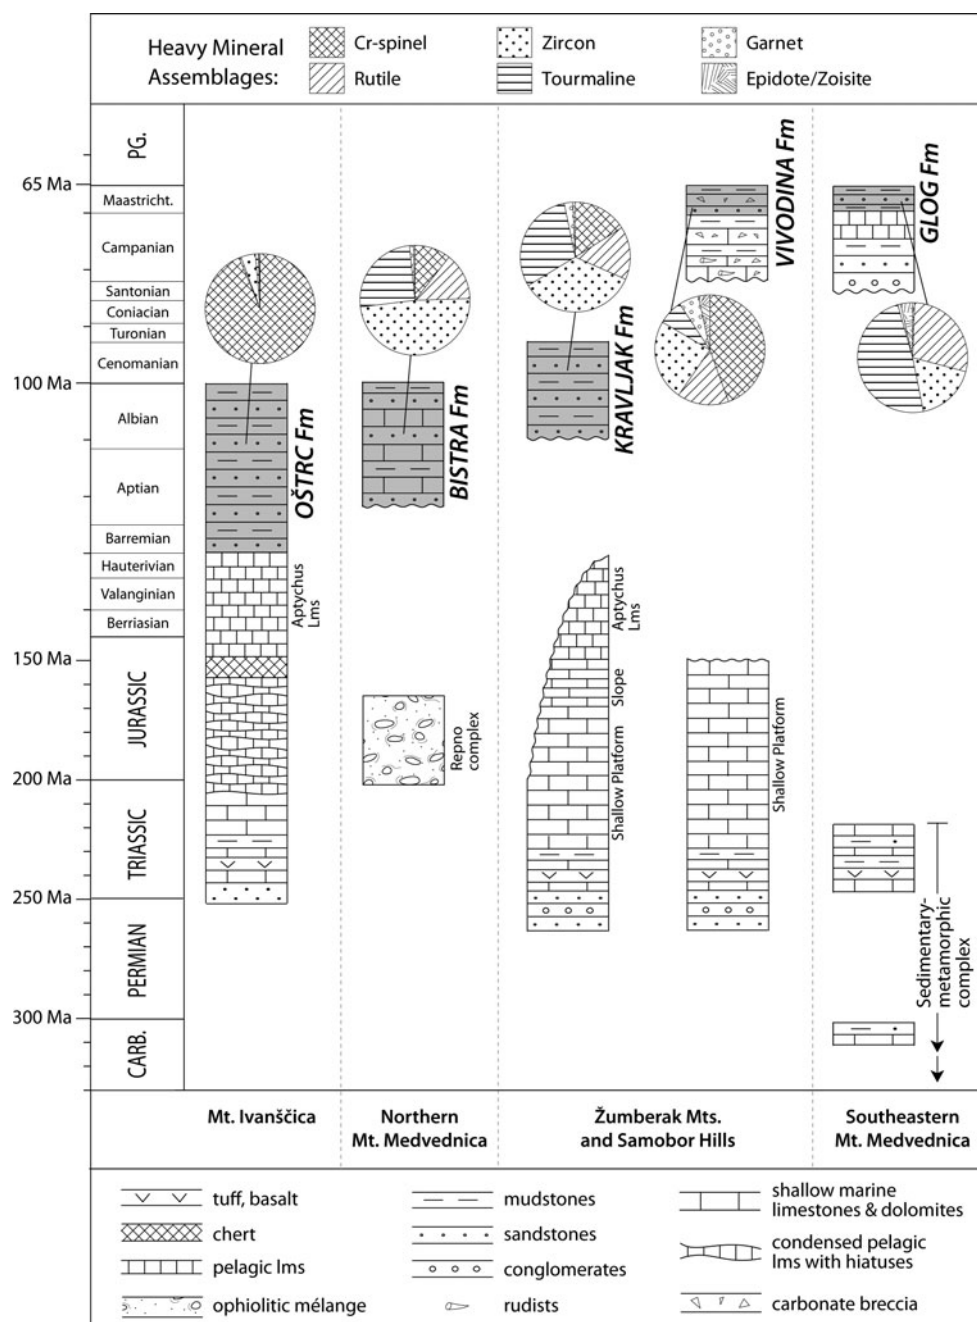 Heavy Mineral
Assemblages:
Cr-spinel
Zircon
Garnet
Rutile
Tourmaline
Epidote/Zoisite
PG.
65 Ma
Maastricht.
Campanian
Santonian
Coniacian
Turonian
Cenomanian
100 Ma
Albian
Aptian
Barremian
Hauterivian
Valanginian
Berriasian
150 Ma
JURASSIC
200 Ma
TRIASSIC
250 Ma
PERMIAN
300 Ma
CARB.
OŠTRC Fm
Aptychus
Lms
BISTRA Fm
Repno
complex
KRAVLJAK Fm
Aptychus
Lms
Slope
Shallow Platform
VIVODINA Fm
Shallow Platform
GLOG Fm
Sedimentary-
metamorphic
complex
Mt. Ivanščica
Northern
Mt. Medvednica
Žumberak Mts.
and Samobor Hills
Southeastern
Mt. Medvednica
tuff, basalt
chert
pelagic lms
ophiolitic mélange
mudstones
sandstones
conglomerates
rudists
shallow marine
limestones & dolomites
condensed pelagic
lms with hiatuses
carbonate breccia